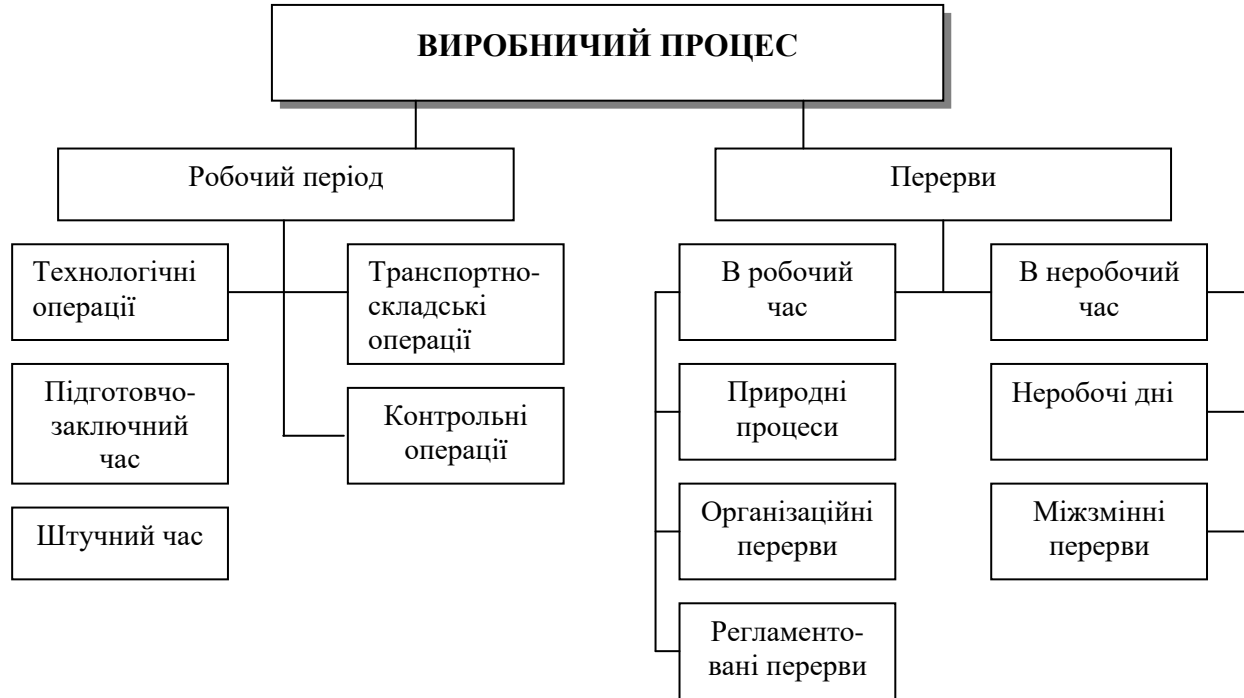 ВИРОБНИЧИЙ ПРОЦЕС
Робочий період
Перерви
Технологічні
операції
Транспортно-
складські
операції
В робочий
час
В неробочий
час
Підготовчо-
заключний
час
Контрольні
операції
Природні
процеси
Неробочі дні
Штучний час
Організаційні
перерви
Міжзмінні
перерви
Регламенто-
вані перерви